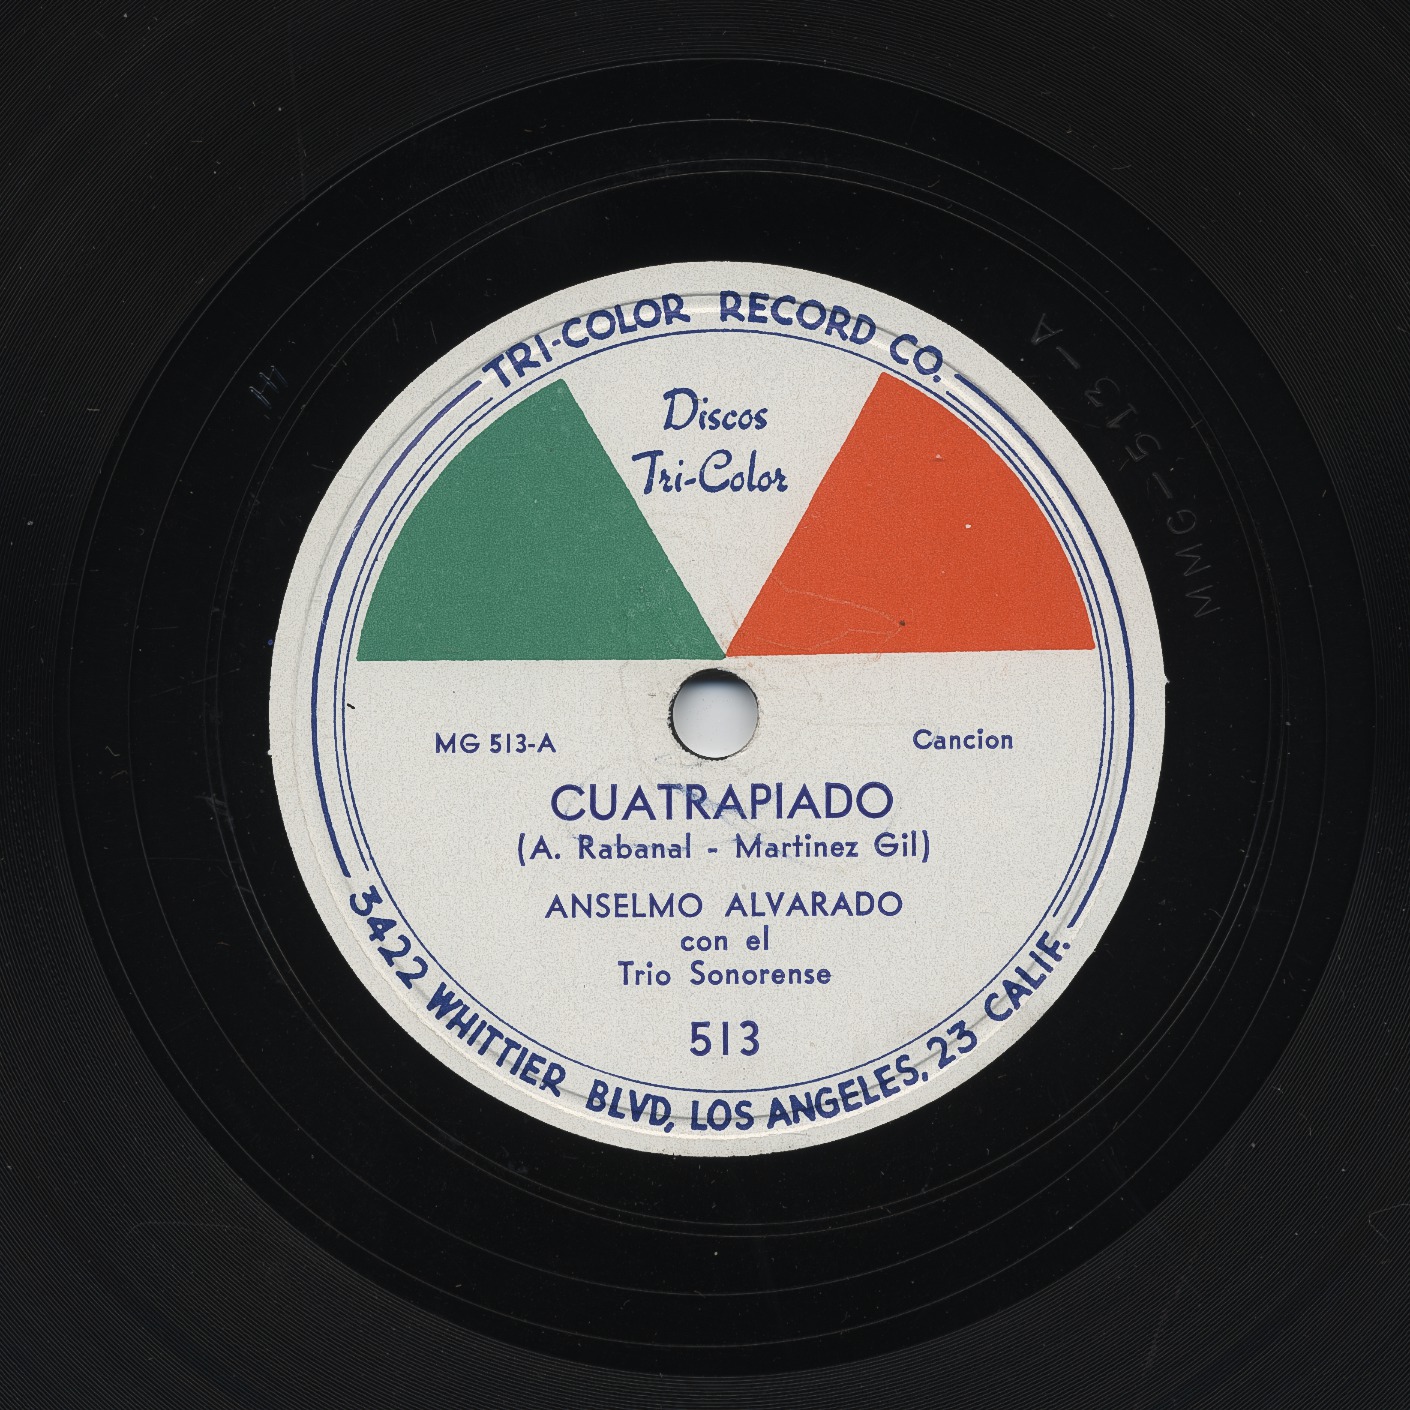 TRI-COLOR RECORD CO.
Discos
Tri-Color
MG 513-A
Cancion
CUATRAPIADO
(A. Rabanal - Martinez Gil)
ANSELMO ALVARADO
con el
Trio Sonorense
513
3422 WHITTIER BLVD, LOS ANGELES, 23 CALIF.
MMG-513-A